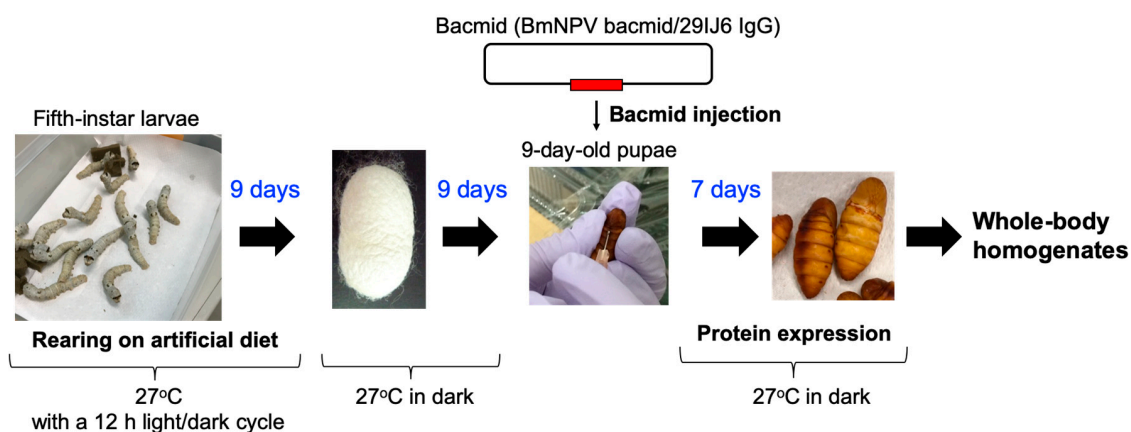 Bacmid (BmNPV bacmid/29IJ6 IgG)
Bacmid injection
Fifth-instar larvae
9-day-old pupae
9 days
9 days
7 days
Whole-body
homogenates
Rearing on artificial diet
Protein expression
27°C
with a 12 h light/dark cycle
27°C in dark
27°C in dark